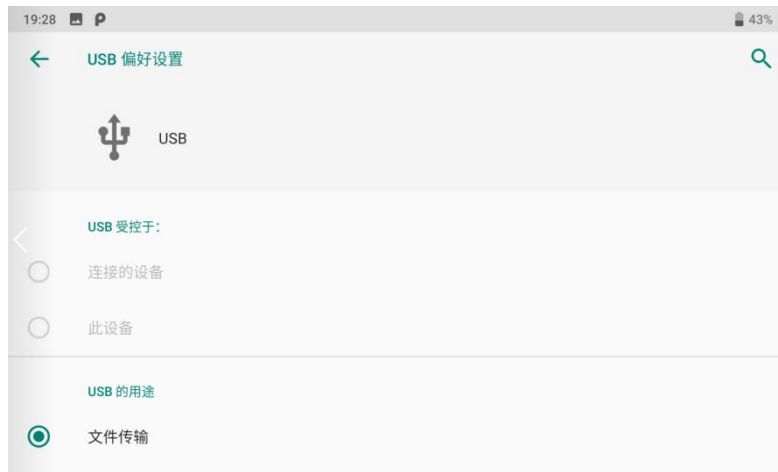 19:28 43%
USB 偏好设置
USB
USB 受控于：
连接的设备
此设备
USB 的用途
文件传输